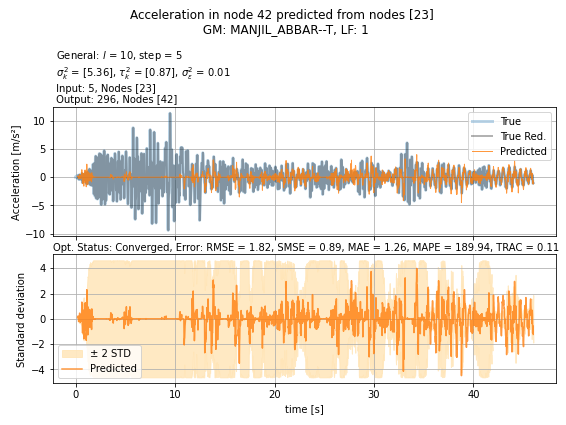 Acceleration in node 42 predicted from nodes [23]
GM: MANJIL_ABBAR--T, LF: 1
General: l = 10, step = 5
σ²ₖ = [5.36], τ²ₖ = [0.87], σ²ε = 0.01
Input: 5, Nodes [23]
Output: 296, Nodes [42]
Acceleration [m/s²]
10
5
0
−5
−10
True
True Red.
Predicted
Opt. Status: Converged, Error: RMSE = 1.82, SMSE = 0.89, MAE = 1.26, MAPE = 189.94, TRAC = 0.11
Standard deviation
4
2
0
−2
−4
± 2 STD
Predicted
0
10
20
30
40
time [s]